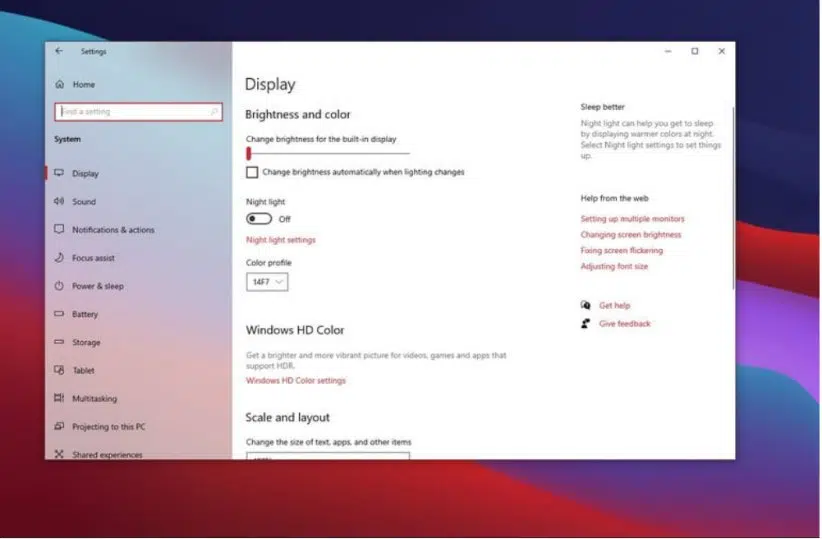 Settings
Home
Find a setting
System
Display
Sound
Notifications & actions
Focus assist
Power & sleep
Battery
Storage
Tablet
Multitasking
Projecting to this PC
Shared experiences
Display
Brightness and color
Change brightness for the built-in display
Change brightness automatically when lighting changes
Night light
Off
Night light settings
Color profile
14F7
Windows HD Color
Get a brighter and more vibrant picture for videos, games and apps that
support HDR.
Windows HD Color settings
Scale and layout
Change the size of text, apps, and other items
Sleep better
Night light can help you get to sleep
by displaying warmer colors at night.
Select Night light settings to set things
up.
Help from the web
Setting up multiple monitors
Changing screen brightness
Fixing screen flickering
Adjusting font size
Get help
Give feedback